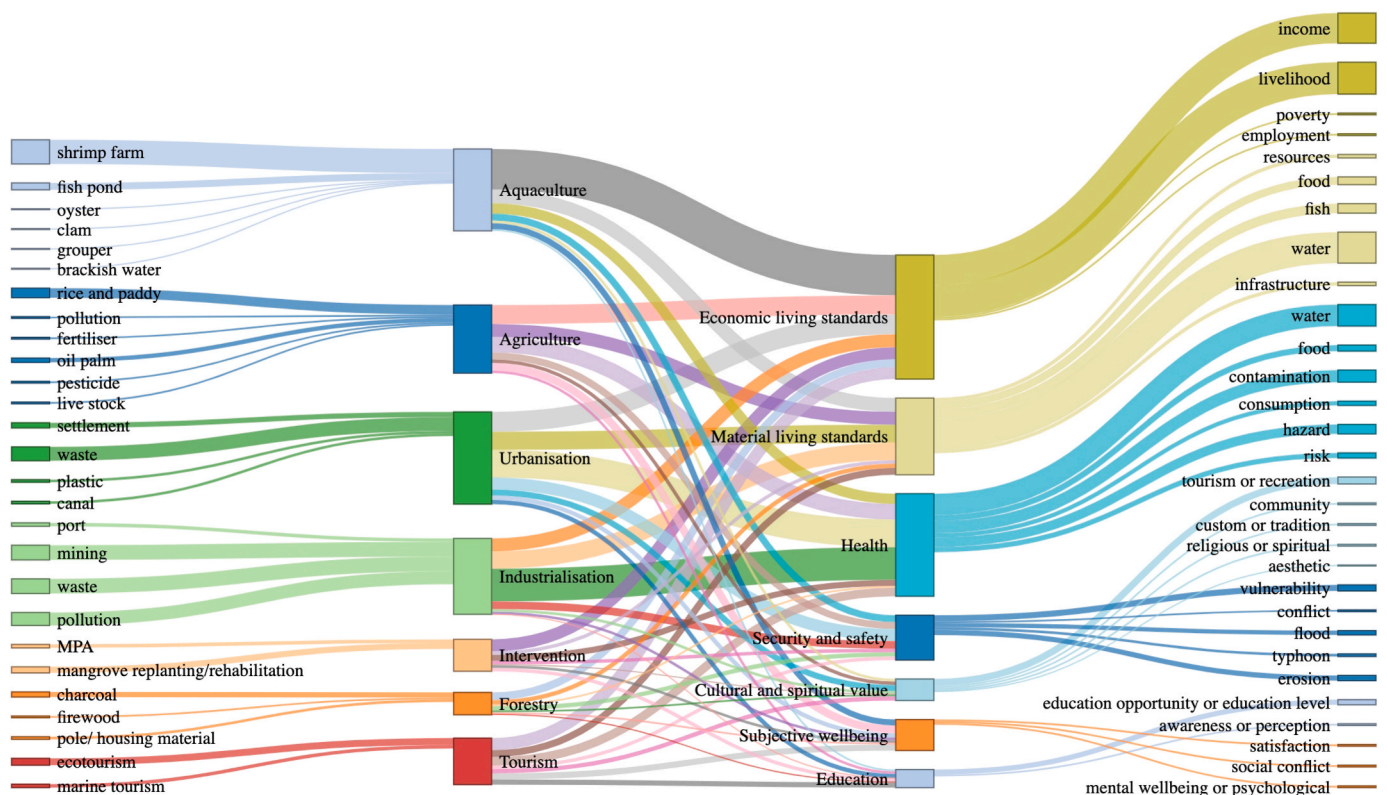 shrimp farm
fish pond
oyster
clam
grouper
brackish water
rice and paddy
pollution
fertiliser
oil palm
pesticide
live stock
settlement
waste
plastic
canal
port
mining
waste
pollution
MPA
mangrove replanting/rehabilitation
charcoal
firewood
pole/ housing material
ecotourism
marine tourism
Aquaculture
Agriculture
Urbanisation
Industrialisation
Intervention
Forestry
Tourism
Economic living standards
Material living standards
Health
Security and safety
Cultural and spiritual value
Subjective wellbeing
Education
income
livelihood
poverty
employment
resources
food
fish
water
infrastructure
water
food
contamination
consumption
hazard
risk
tourism or recreation
community
custom or tradition
religious or spiritual
aesthetic
vulnerability
conflict
flood
typhoon
erosion
education opportunity or education level
awareness or perception
satisfaction
social conflict
mental wellbeing or psychological